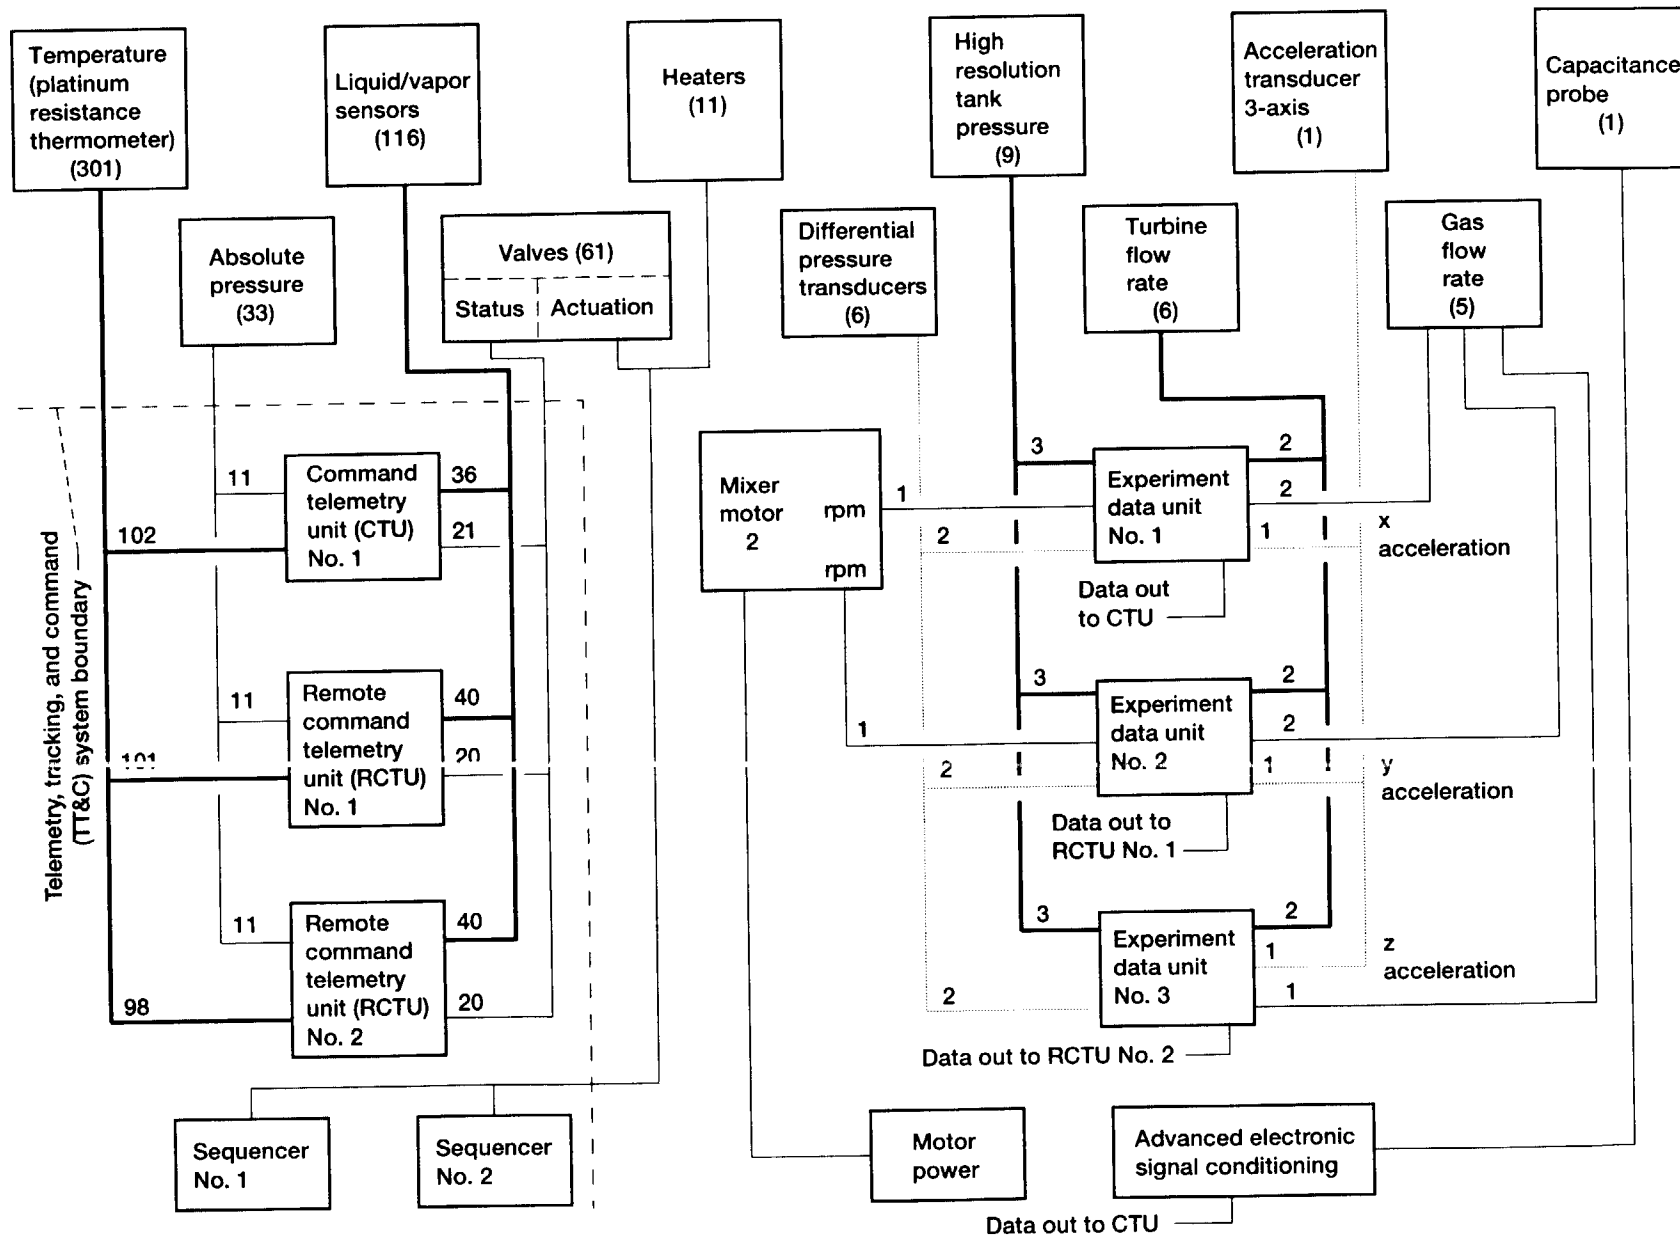 Temperature
(platinum
resistance
thermometer)
(301)
Liquid/vapor
sensors
(116)
Heaters
(11)
High
resolution
tank
pressure
(9)
Acceleration
transducer
3-axis
(1)
Capacitance
probe
(1)
Absolute
pressure
(33)
Valves (61)
Status
Actuation
Differential
pressure
transducers
(6)
Turbine
flow
rate
(6)
Gas
flow
rate
(5)
Telemetry, tracking, and command
(TT&C) system boundary
11
102
Command
telemetry
unit (CTU)
No. 1
36
21
11
101
Remote
command
telemetry
unit (RCTU)
No. 1
40
20
11
98
Remote
command
telemetry
unit (RCTU)
No. 2
40
20
Sequencer
No. 1
Sequencer
No. 2
Mixer
motor
2
rpm
rpm
1
1
3
2
Experiment
data unit
No. 1
2
2
1
x
acceleration
Data out
to CTU
3
2
Experiment
data unit
No. 2
2
2
1
y
acceleration
Data out to
RCTU No. 1
3
2
Experiment
data unit
No. 3
2
1
1
z
acceleration
Data out to RCTU No. 2
Motor
power
Advanced electronic
signal conditioning
Data out to CTU